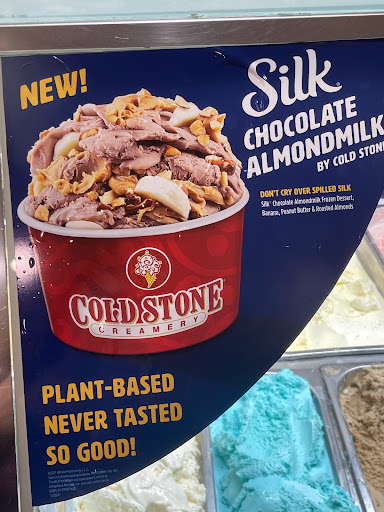 NEW!
Silk
CHOCOLATE
ALMONDMILK
BY COLD STON
DON'T CRY OVER SPILLED SILK
Silk® Chocolate Almondmilk Frozen Dessert,
Banana, Peanut Butter & Roasted Almonds
COLD STONE®
CREAMERY
PLANT-BASED
NEVER TASTED
SO GOOD!